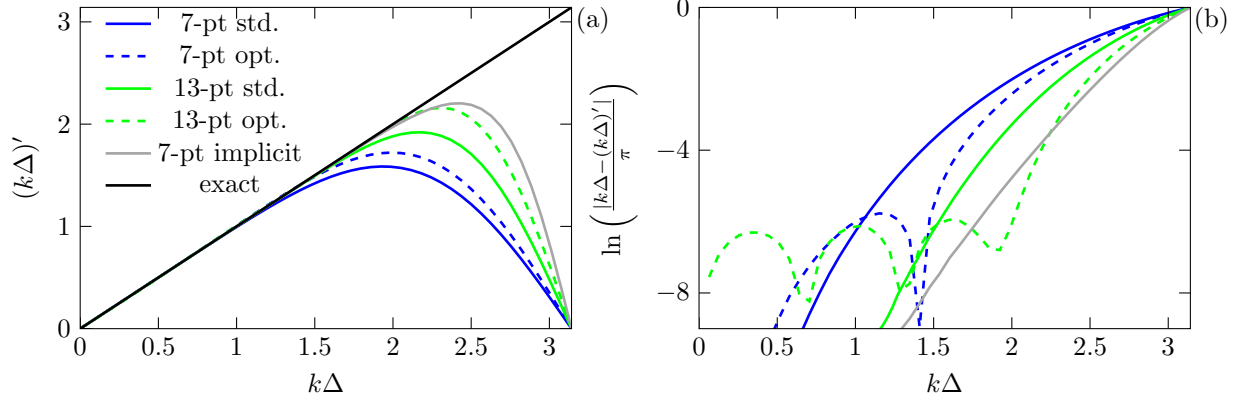 (a)
7-pt std.
7-pt opt.
13-pt std.
13-pt opt.
7-pt implicit
exact
3
2
1
0
(kΔ)′
0 0.5 1 1.5 2 2.5 3
kΔ
(b)
0
−4
−8
ln ( |kΔ−(kΔ)′| / π )
0 0.5 1 1.5 2 2.5 3
kΔ